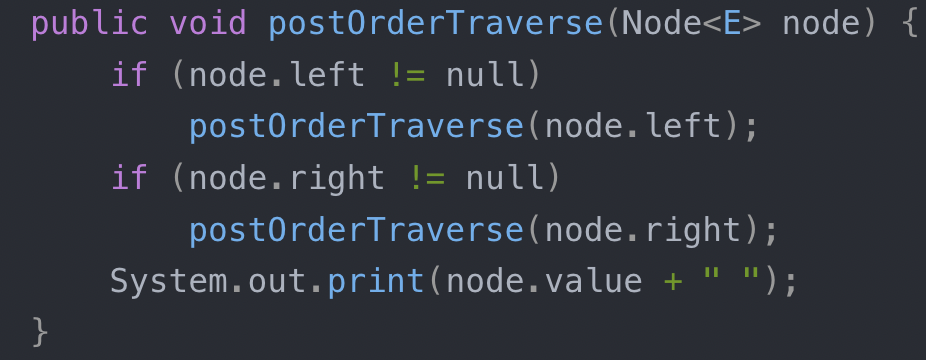 public void postOrderTraverse(Node<E> node) {
    if (node.left != null)
        postOrderTraverse(node.left);
    if (node.right != null)
        postOrderTraverse(node.right);
    System.out.print(node.value + " ");
}